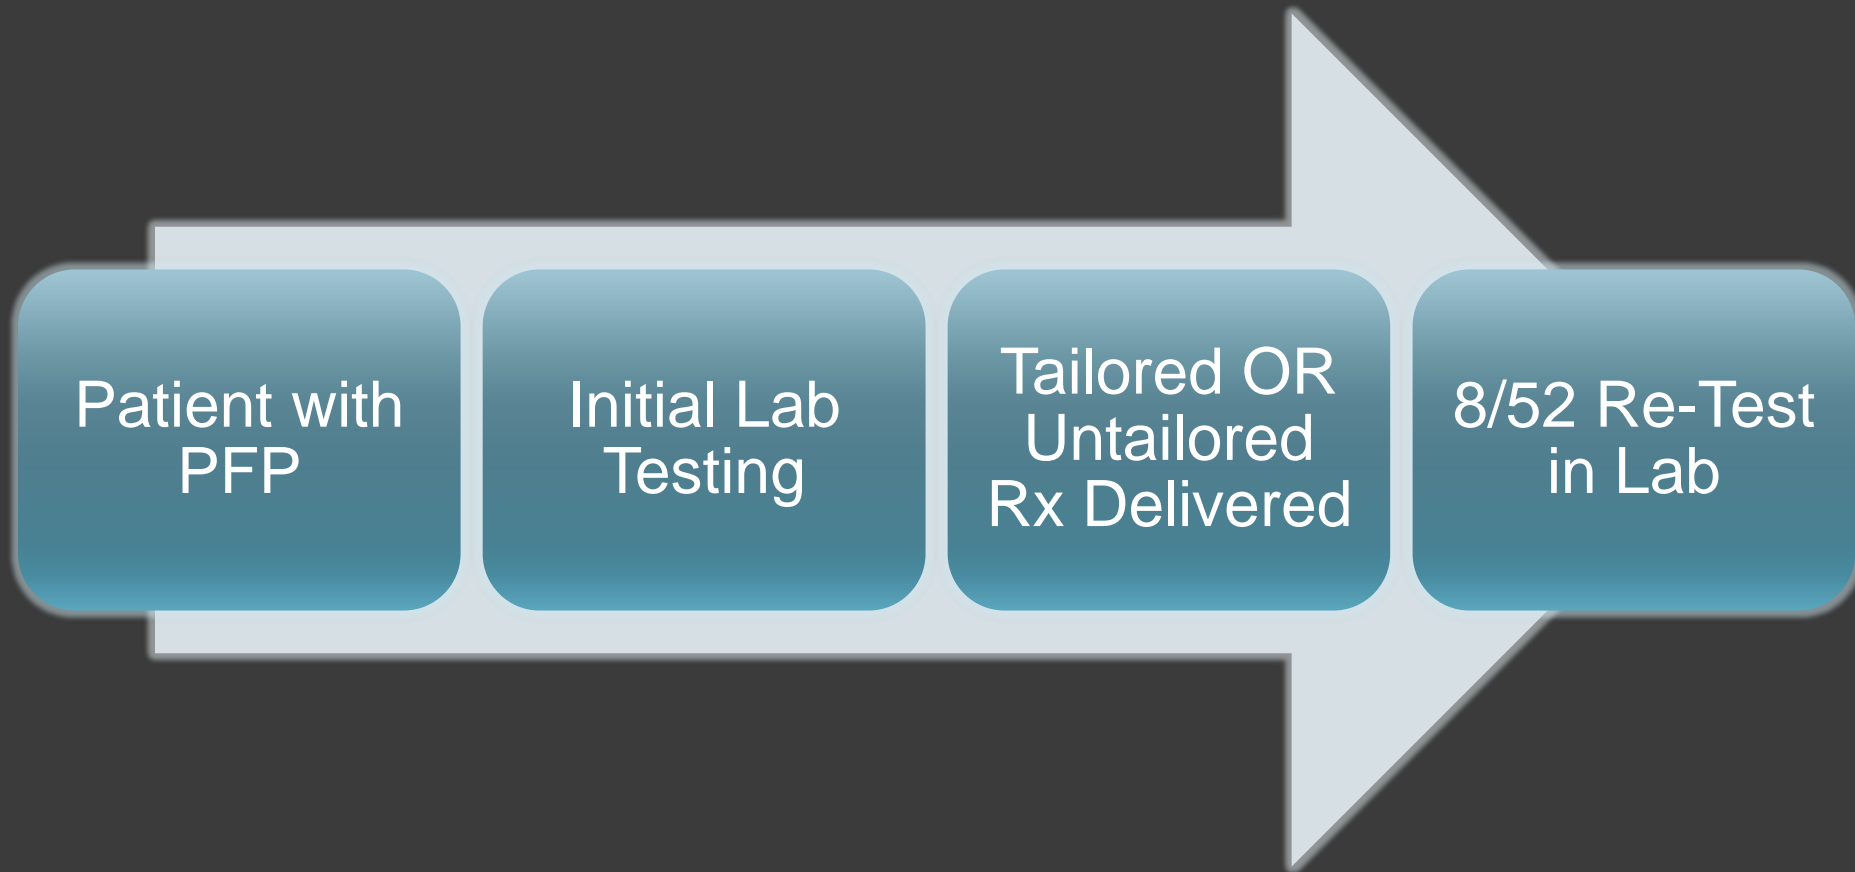 Patient with
PFP
Initial Lab
Testing
Tailored OR
Untailored
Rx Delivered
8/52 Re-Test
in Lab